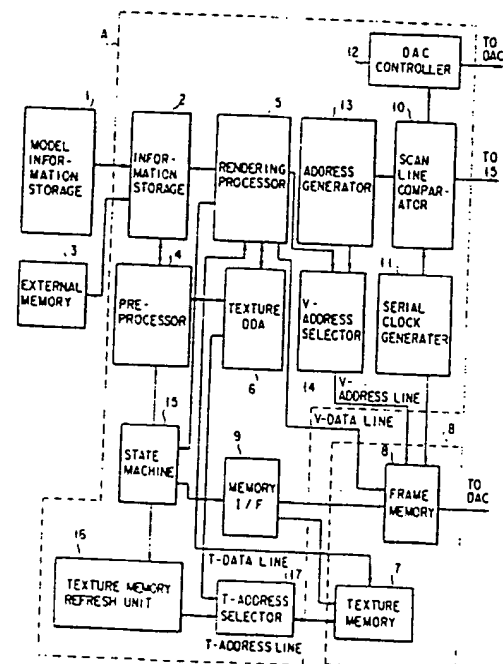 A
12
DAC
CONTROLLER
TO
DAC
1
2
5
13
10
MODEL
INFORMATION
STORAGE
INFOR-
MATION
STORAGE
RENDERING
PROCESSOR
ADDRESS
GENERATOR
SCAN
LINE
COMPAR-
ATOR
TO
15
3
4
11
EXTERNAL
MEMORY
PRE-
PROCESSOR
TEXTURE
DDA
V-
ADDRESS
SELECTOR
SERIAL
CLOCK
GENERATER
6
14
V-
ADDRESS LINE
15
V-DATA LINE
B
9
8
STATE
MACHINE
MEMORY
I/F
FRAME
MEMORY
TO
DAC
16
T-DATA LINE
7
TEXTURE MEMORY
REFRESH UNIT
17
T-ADDRESS
SELECTOR
TEXTURE
MEMORY
T-ADDRESS LINE